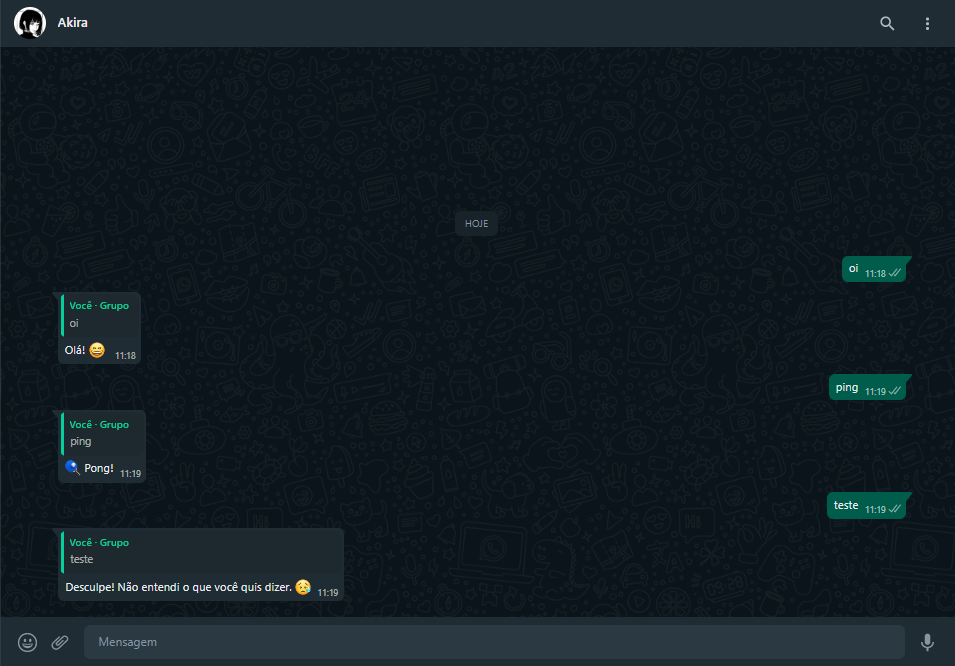 Akira
HOJE
oi 11:18
Você · Grupo
oi
Olá! 😄 11:18
ping 11:19
Você · Grupo
ping
🏓 Pong! 11:19
teste 11:19
Você · Grupo
teste
Desculpe! Não entendi o que você quis dizer. 😥 11:19
Mensagem